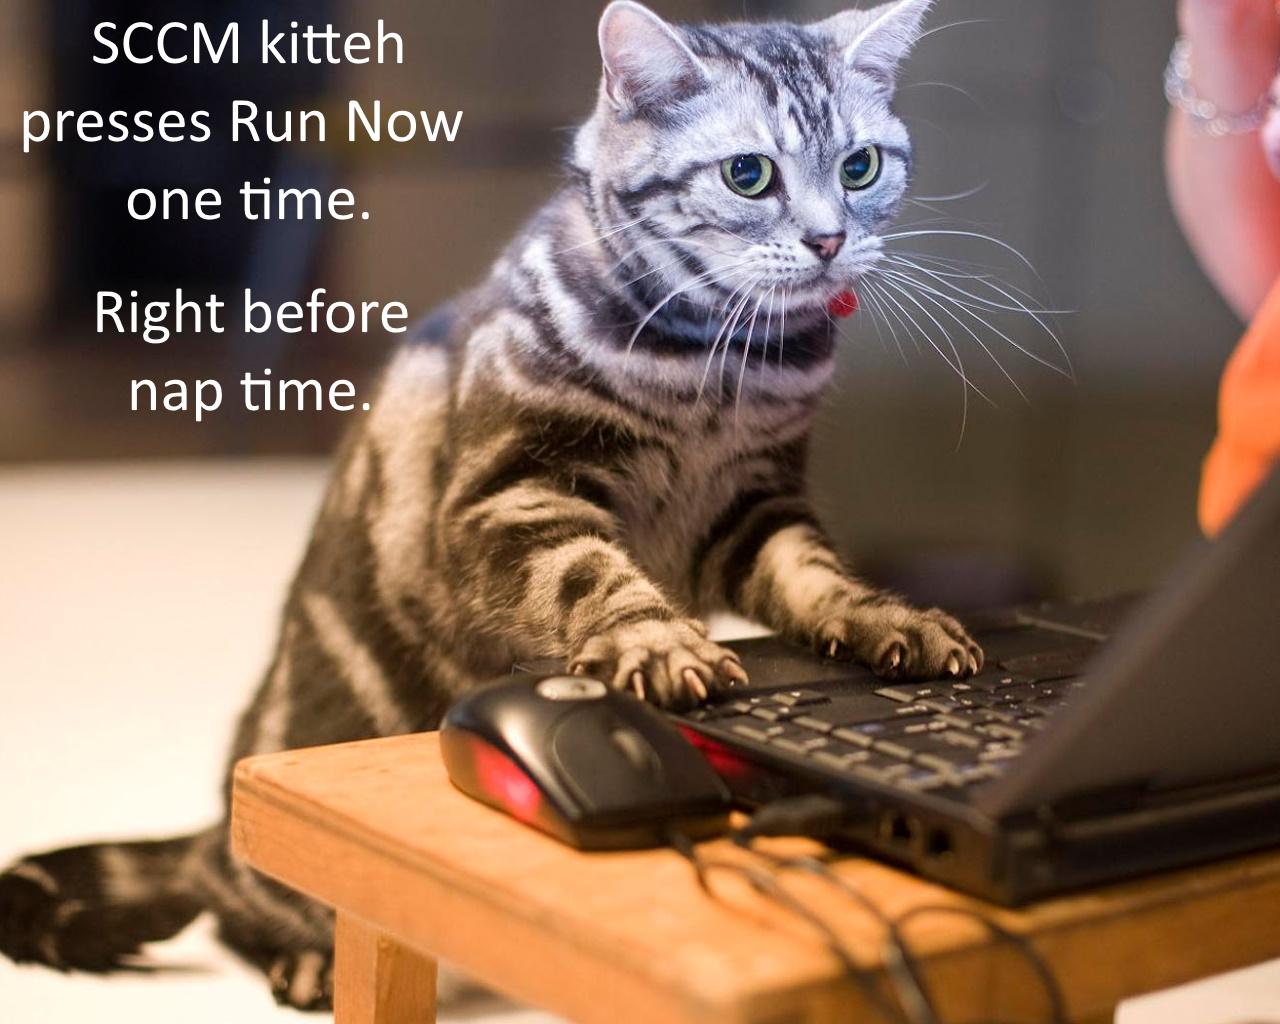 SCCM kitteh
presses Run Now
one time.
Right before
nap time.